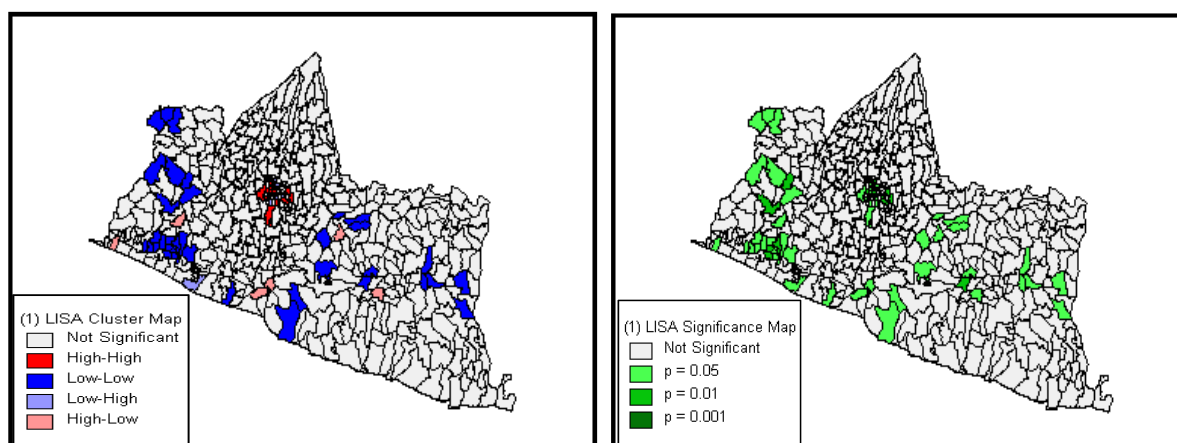 (1) LISA Cluster Map
Not Significant
High-High
Low-Low
Low-High
High-Low
(1) LISA Significance Map
Not Significant
p = 0.05
p = 0.01
p = 0.001